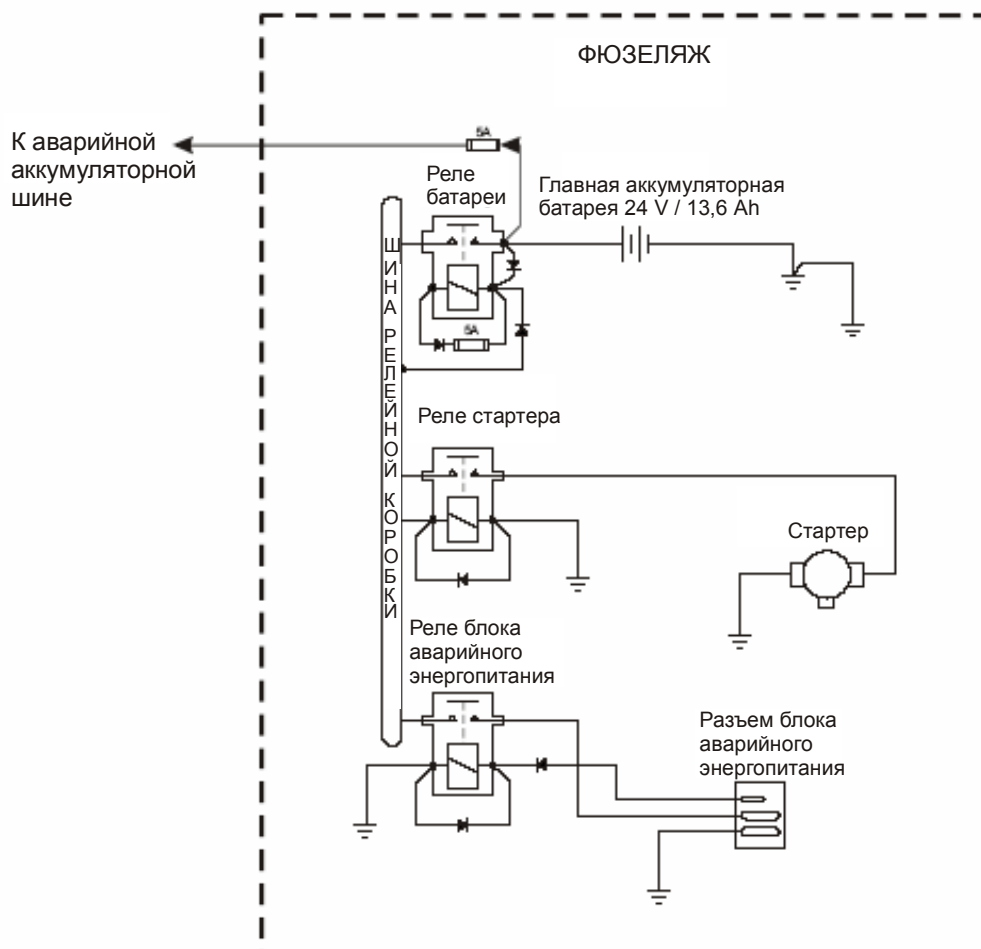 ФЮЗЕЛЯЖ
К аварийной
аккумуляторной
шине
5A
Реле
батареи
Главная аккумуляторная
батарея 24 V / 13,6 Ah
5A
ШИНА РЕЛЕЙНОЙ КОРОБКИ
Реле стартера
Стартер
Реле блока
аварийного
энергопитания
Разъем блока
аварийного
энергопитания